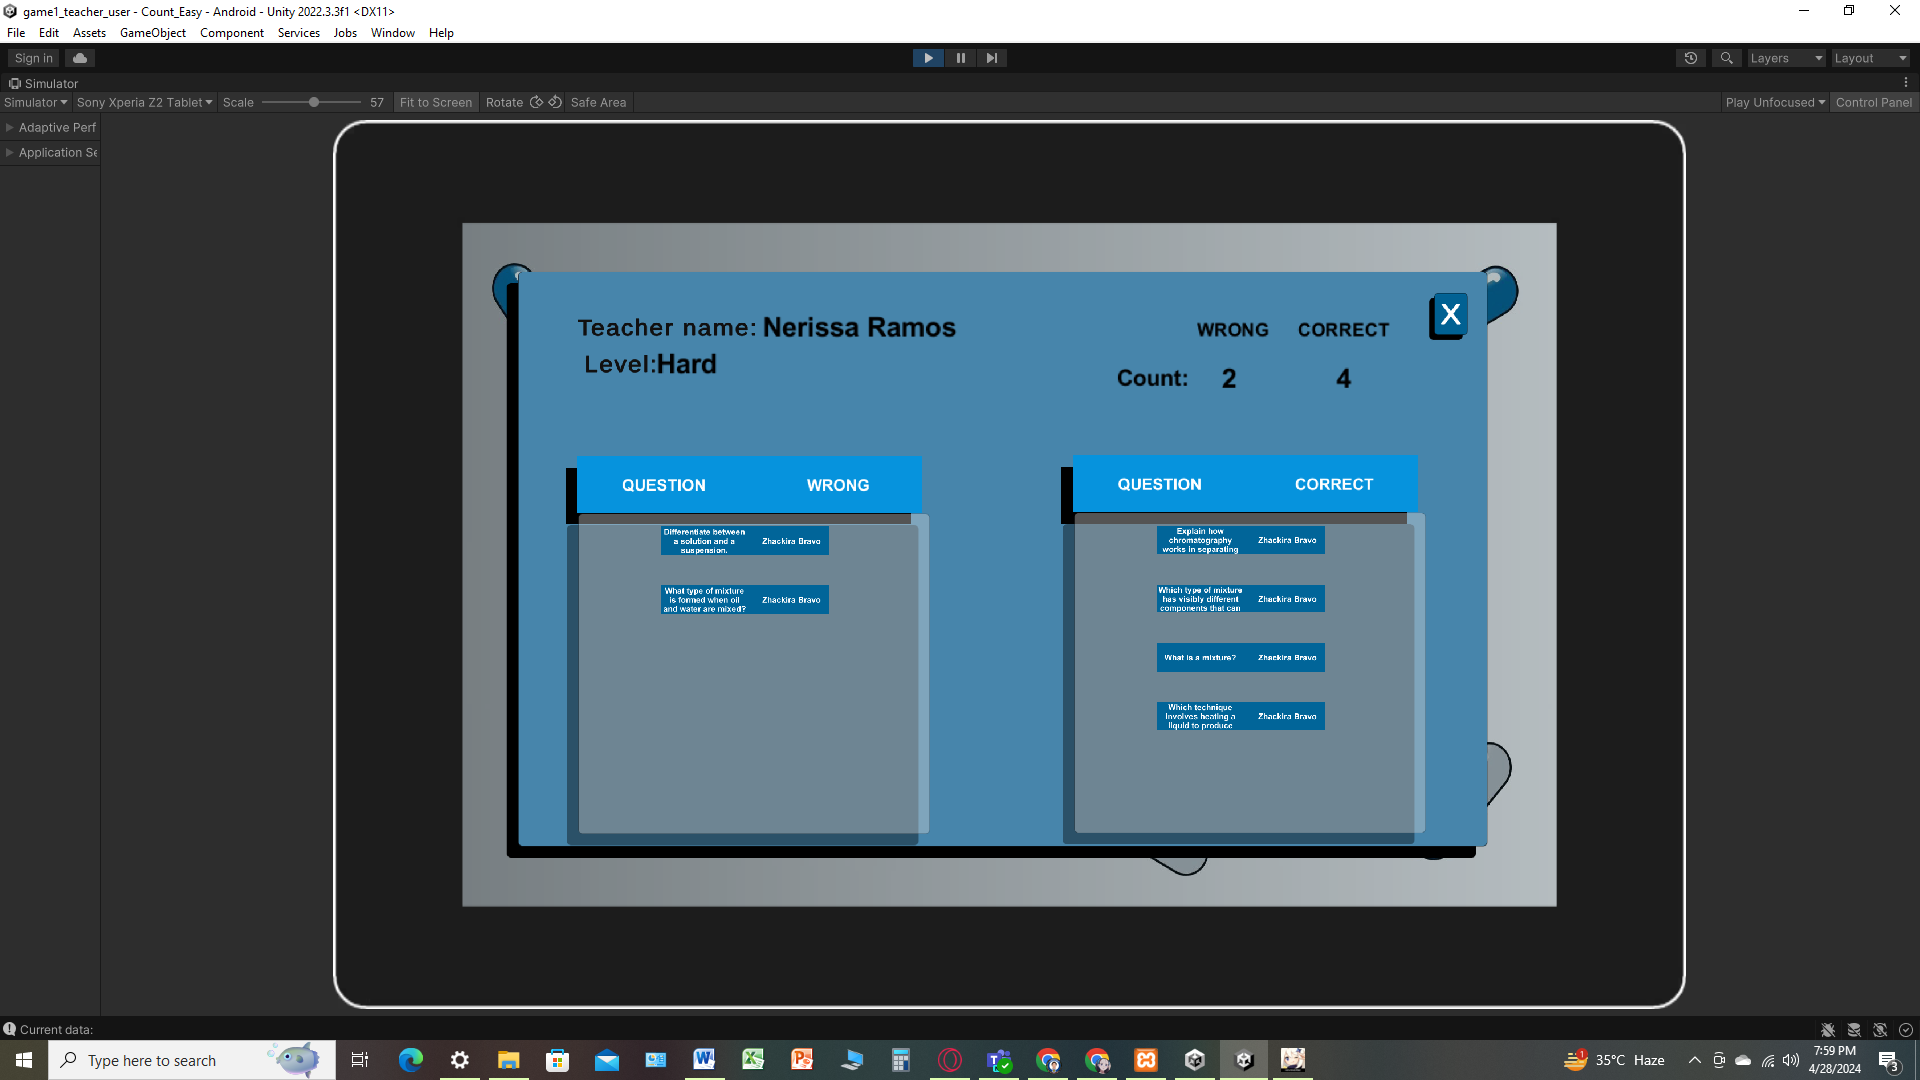 game1_teacher_user - Count_Easy - Android - Unity 2022.3.3f1 <DX11>
File Edit Assets GameObject Component Services Jobs Window Help
Sign in
Layers
Layout
Simulator
Simulator Sony Xperia Z2 Tablet Scale 57 Fit to Screen Rotate Safe Area
Play Unfocused Control Panel
Adaptive Perf
Application Se
Teacher name: Nerissa Ramos
Level:Hard
WRONG CORRECT
X
Count: 2 4
QUESTION WRONG
Differentiate between
a solution and a
suspension.
Zhackira Bravo
What type of mixture
is formed when oil
and water are mixed?
Zhackira Bravo
QUESTION CORRECT
Explain how
chromatography
works in separating
Zhackira Bravo
Which type of mixture
has visibly different
components that can
Zhackira Bravo
What is a mixture?
Zhackira Bravo
Which technique
involves heating a
liquid to produce
Zhackira Bravo
Current data:
Type here to search
35°C Haze
7:59 PM
4/28/2024
3